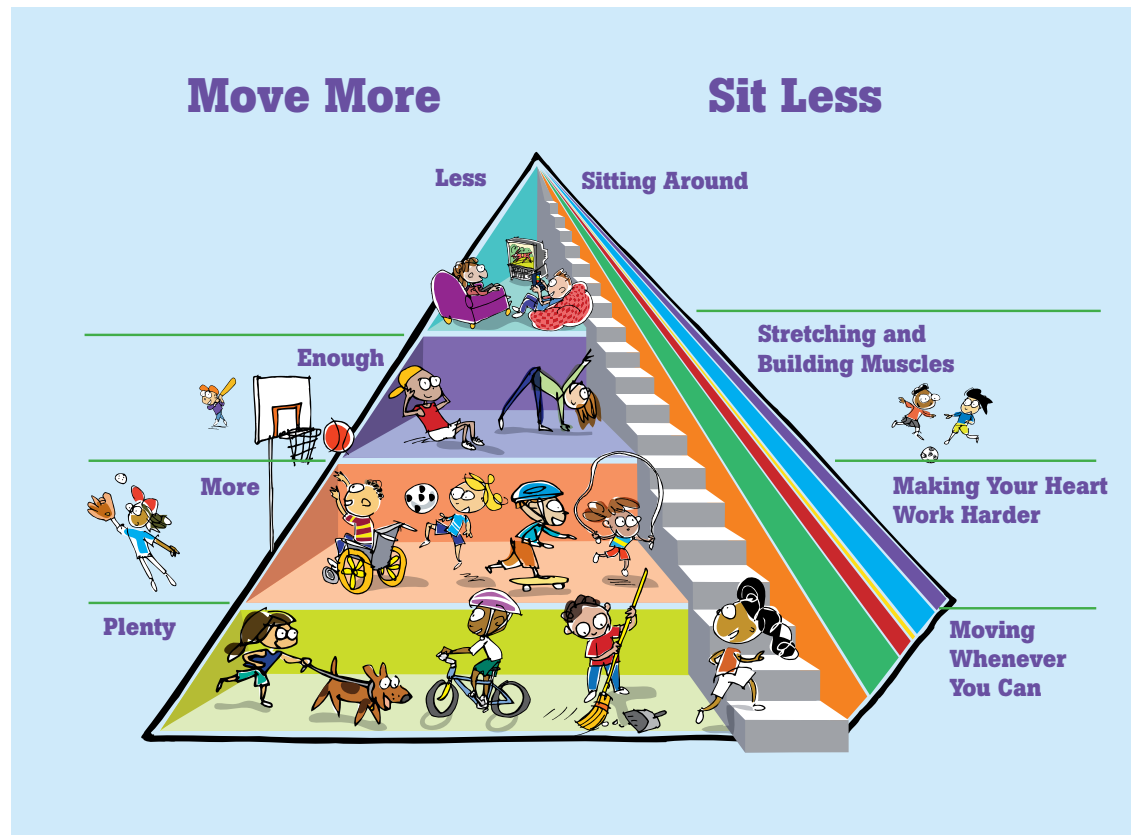 Move More
Sit Less
Less
Sitting Around
Enough
Stretching and
Building Muscles
More
Making Your Heart
Work Harder
Plenty
Moving
Whenever
You Can